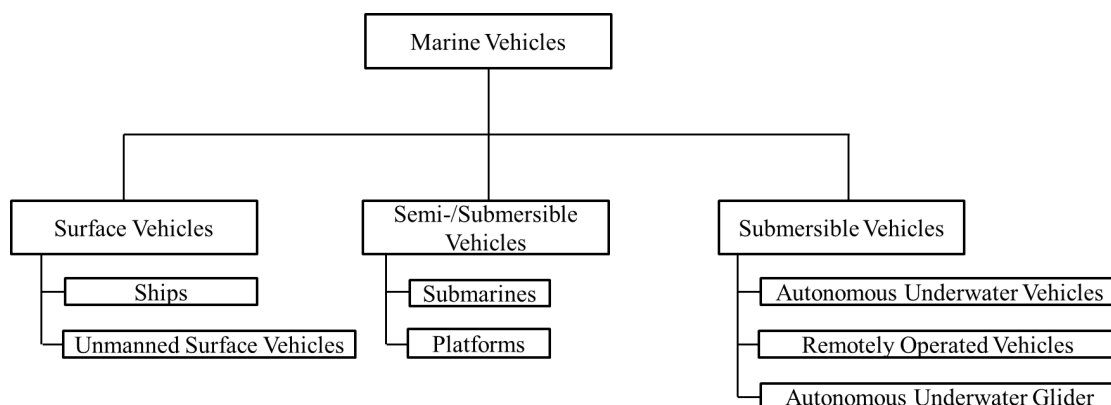 Marine Vehicles
Surface Vehicles
Semi-/Submersible
Vehicles
Submersible Vehicles
Ships
Unmanned Surface Vehicles
Submarines
Platforms
Autonomous Underwater Vehicles
Remotely Operated Vehicles
Autonomous Underwater Glider